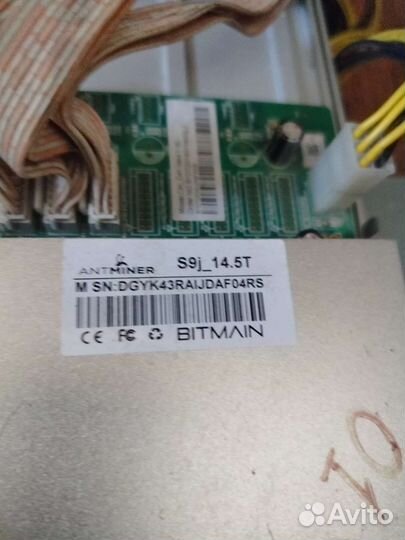 ANTMINER S9j_14.5T
M SN:DGYK43RAIJDAF04RS
CE FC BITMAIN
10
Avito